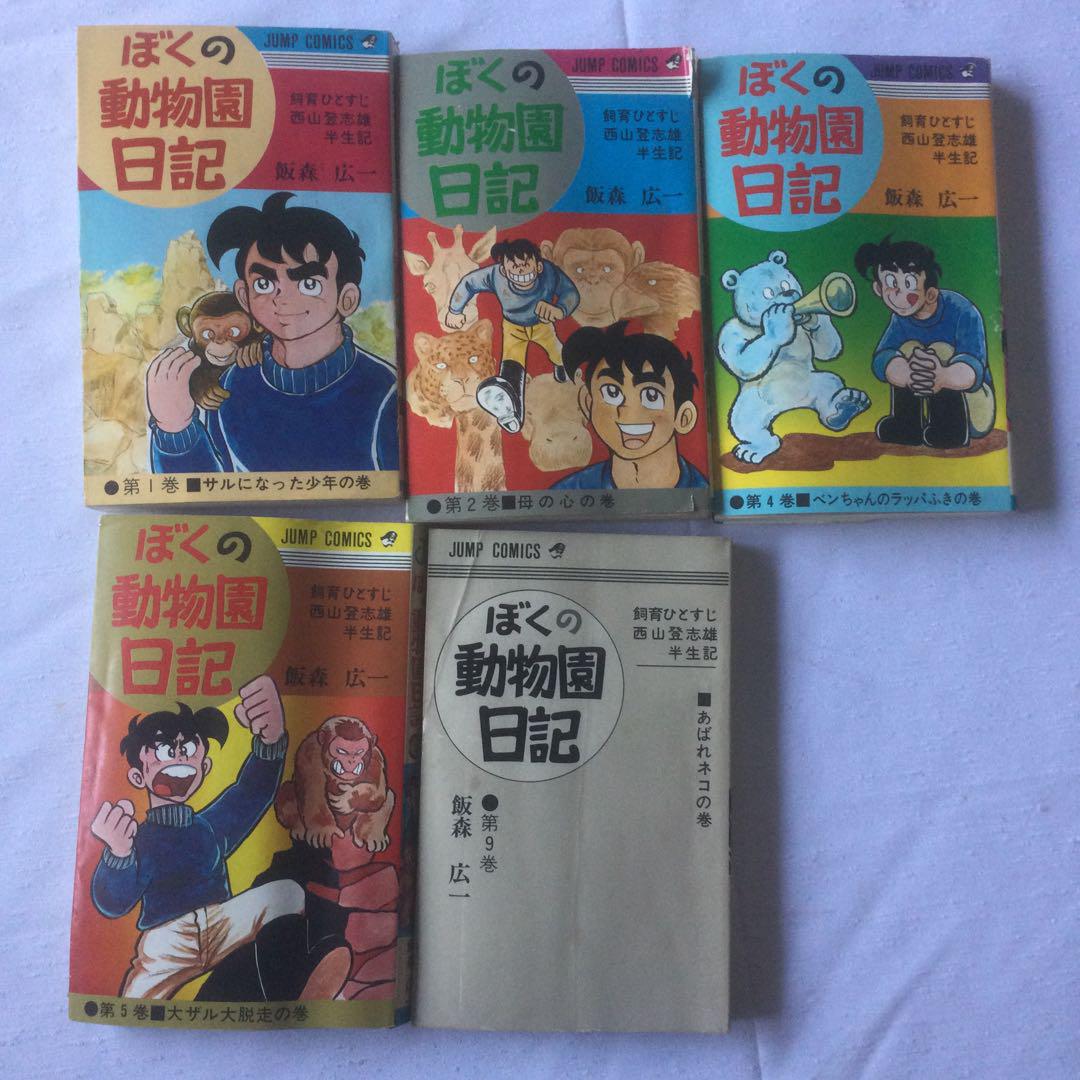 ぼくの
動物園
日記
JUMP COMICS
飼育ひとすじ
西山登志雄
半生記
飯森 広一
●第1巻■サルになった少年の巻
ぼくの
動物園
日記
JUMP COMICS
飼育ひとすじ
西山登志雄
半生記
飯森 広一
●第2巻■母の心の巻
ぼくの
動物園
日記
JUMP COMICS
飼育ひとすじ
西山登志雄
半生記
飯森 広一
●第4巻■ベンちゃんのラッパふきの巻
ぼくの
動物園
日記
JUMP COMICS
飼育ひとすじ
西山登志雄
半生記
飯森 広一
●第5巻■大ザル大脱走の巻
JUMP COMICS
ぼくの
動物園
日記
飼育ひとすじ
西山登志雄
半生記
■あばれネコの巻
●第9巻
飯森 広一